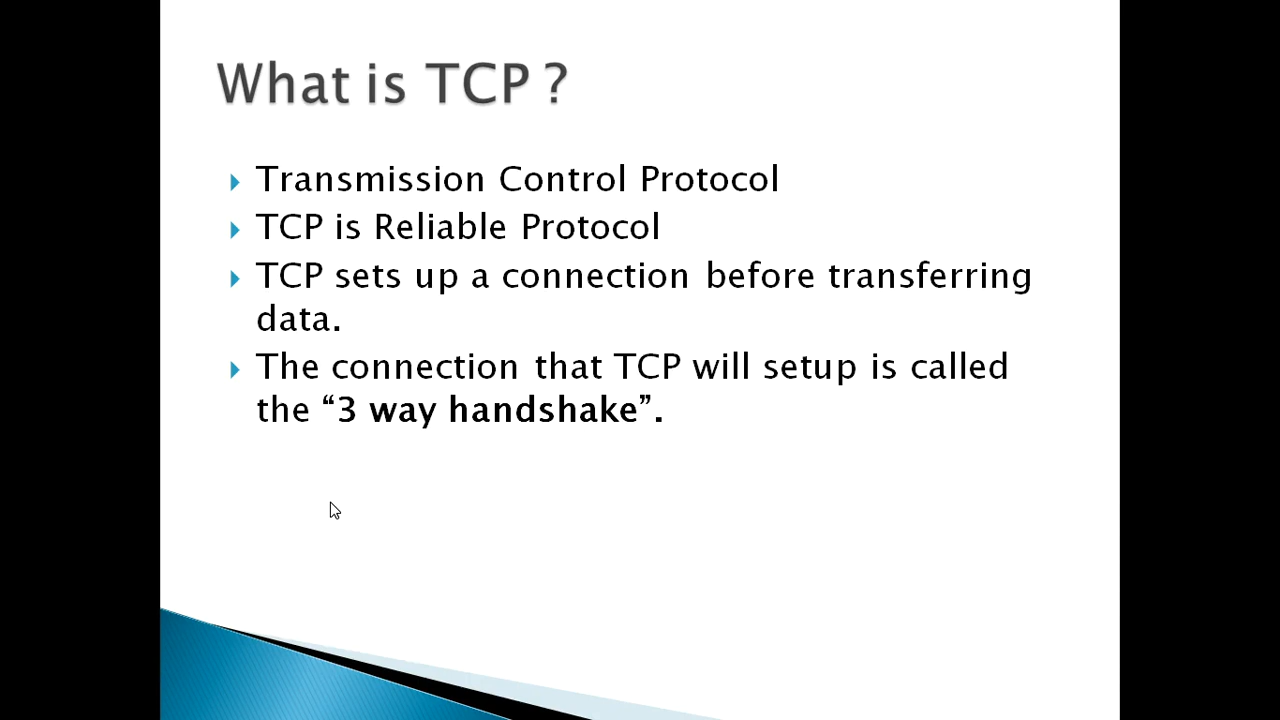 What is TCP ?
Transmission Control Protocol
TCP is Reliable Protocol
TCP sets up a connection before transferring
data.
The connection that TCP will setup is called
the “3 way handshake”.